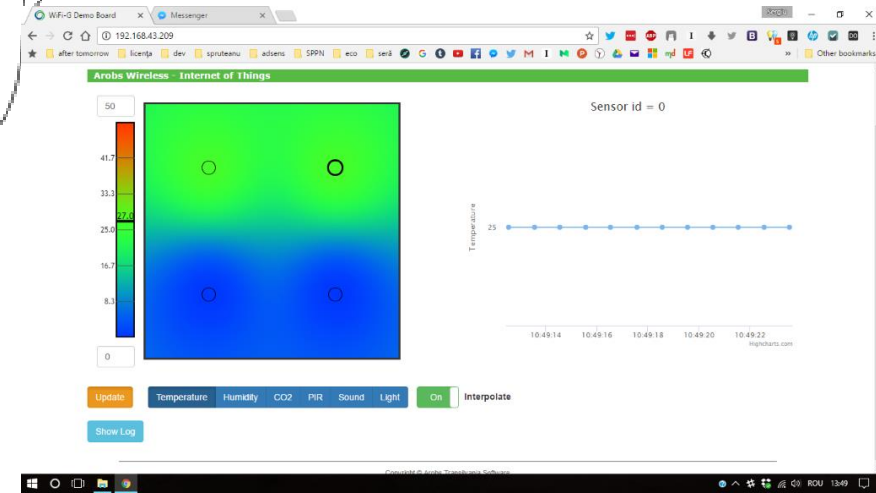 WiFi-G Demo Board
Messenger
192.168.43.209
after tomorrow licența dev spruteanu adsens SPPN eco seră
Other bookmarks
Arobs Wireless - Internet of Things
50
41.7
33.3
27.0
25.0
16.7
8.3
0
Sensor id = 0
Temperature
25
10:49:14 10:49:16 10:49:18 10:49:20 10:49:22
Highcharts.com
Update Temperature Humidity CO2 PIR Sound Light On Interpolate
Show Log
Copyright © Arobs Transilvania Software
ROU 13:49